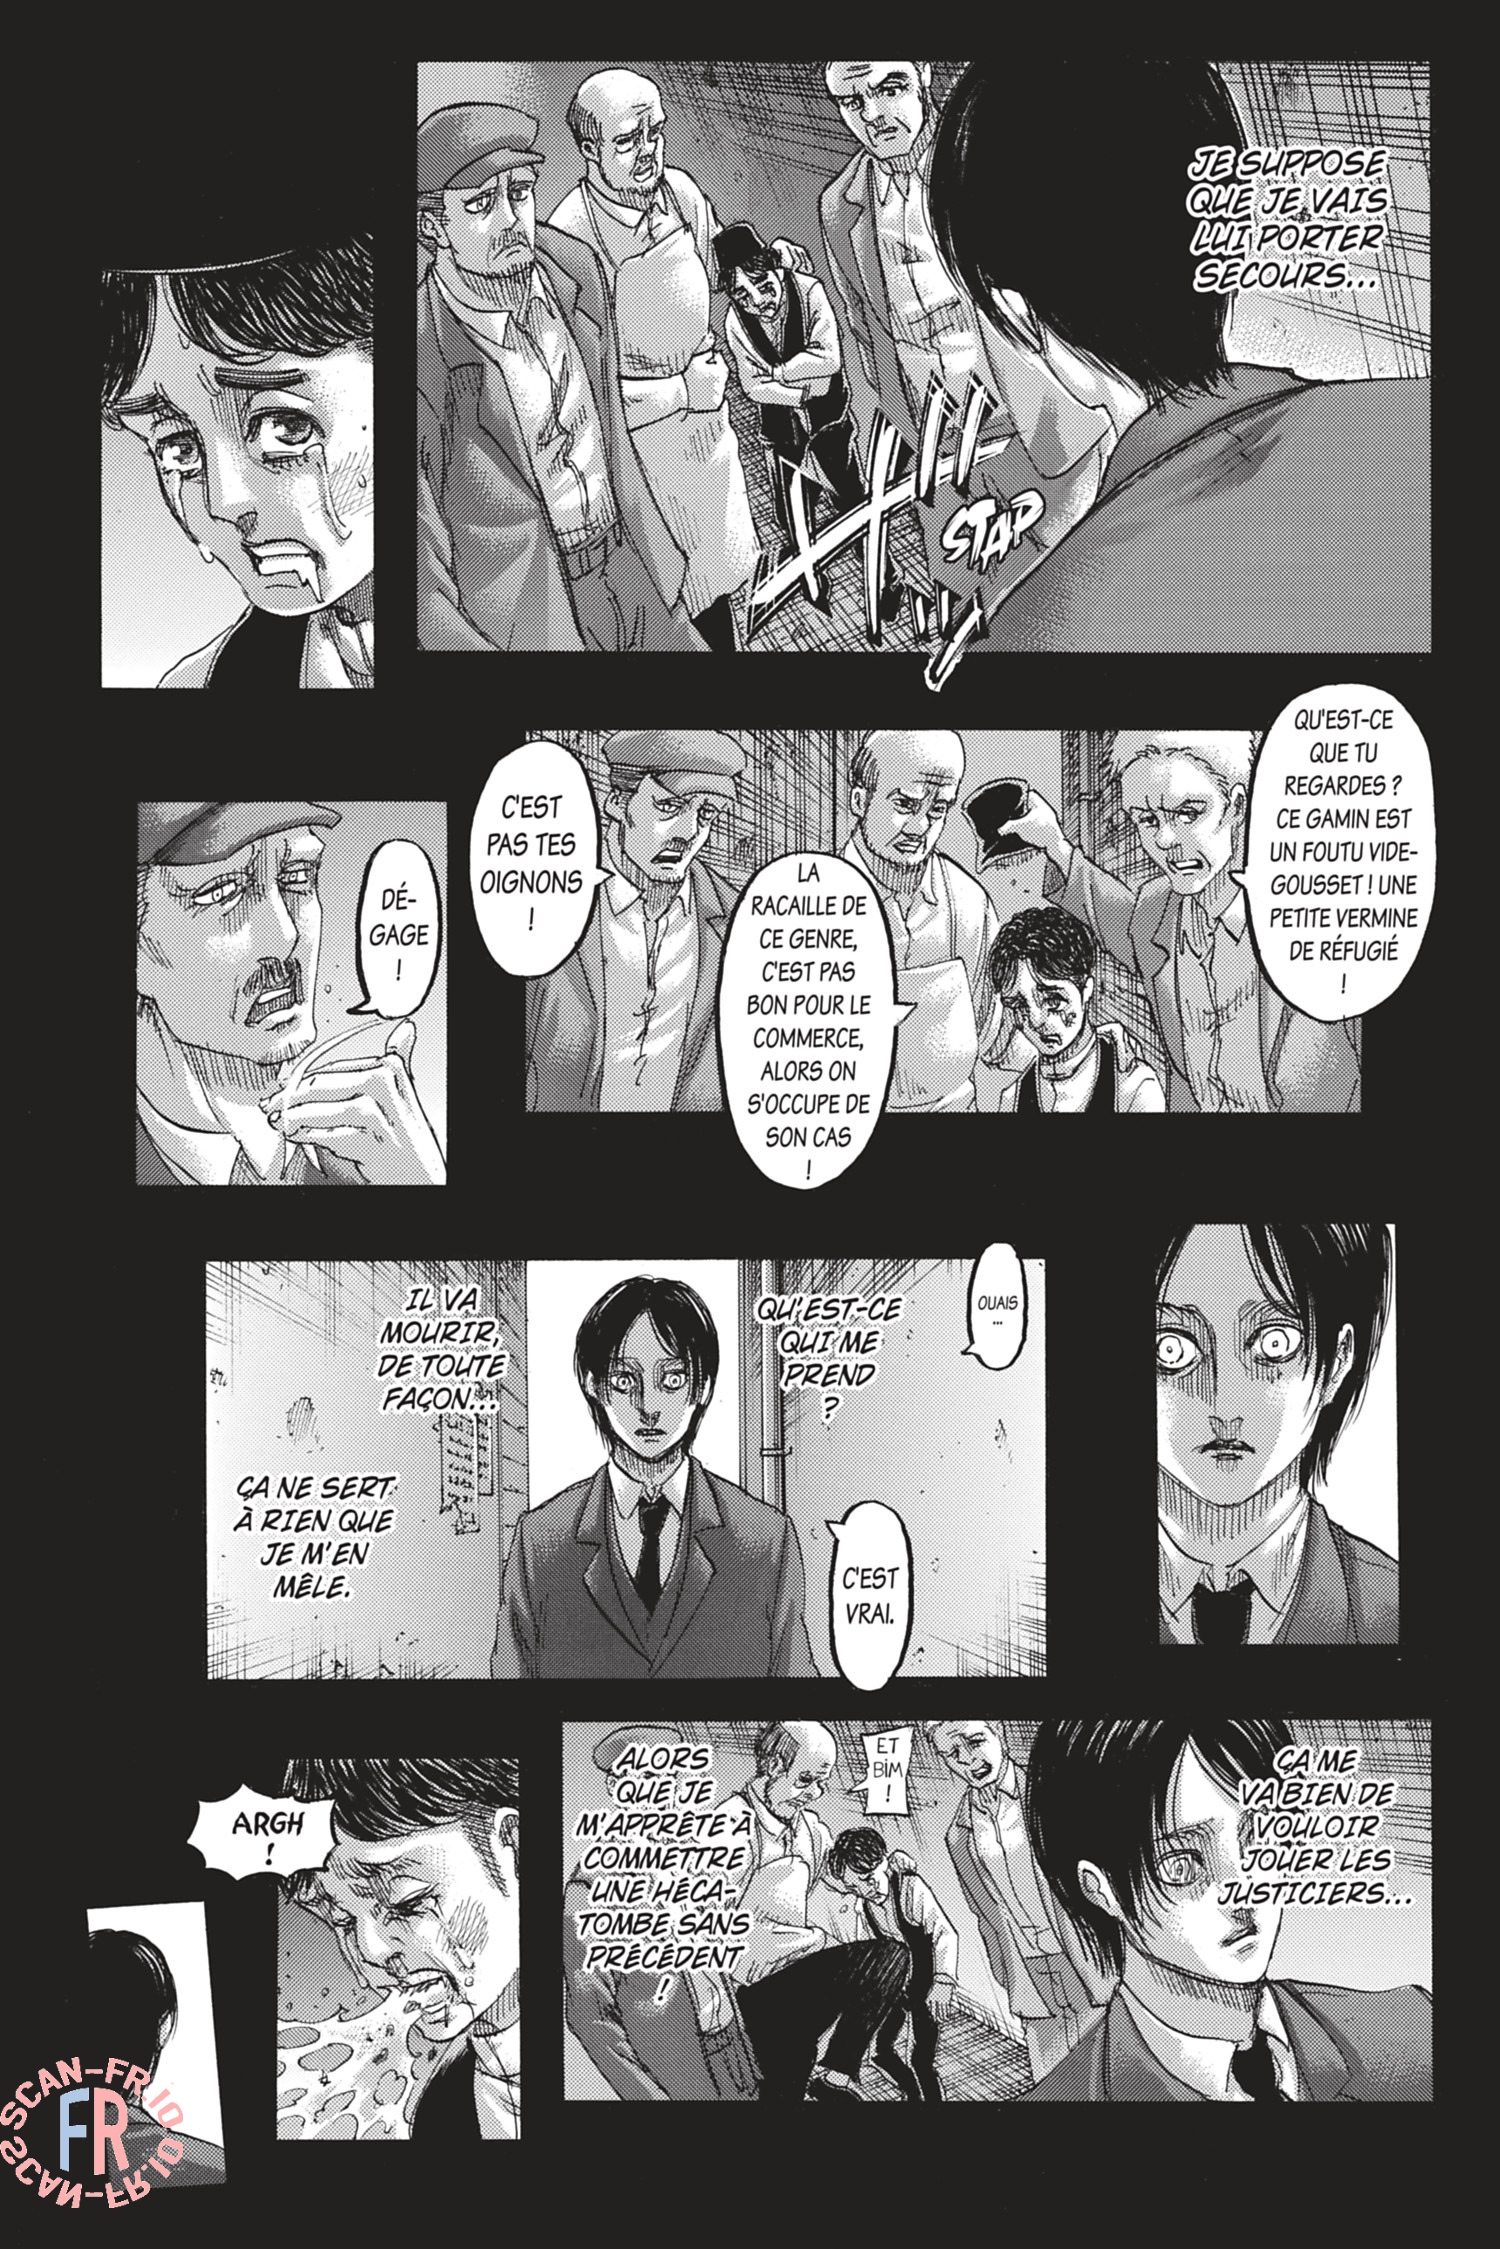 JE SUPPOSE
QUE JE VAIS
LUI PORTER
SECOURS...
STAP
QU'EST-CE
QUE TU
REGARDES ?
CE GAMIN EST
UN FOUTU VIDE-
GOUSSET ! UNE
PETITE VERMINE
DE RÉFUGIÉ
!
LA
RACAILLE DE
CE GENRE,
C'EST PAS
BON POUR LE
COMMERCE,
ALORS ON
S'OCCUPE DE
SON CAS
!
C'EST
PAS TES
OIGNONS
!
DÉ-
GAGE
!
OUAIS
...
QU'EST-CE
QUI ME
PREND
?
C'EST
VRAI.
IL VA
MOURIR,
DE TOUTE
FAÇON...
ÇA NE SERT
À RIEN QUE
JE M'EN
MÊLE.
ÇA ME
VA BIEN DE
VOULOIR
JOUER LES
JUSTICIERS...
ET
BIM
!
ALORS
QUE JE
M'APPRÊTE À
COMMETTRE
UNE HÉCA-
TOMBE SANS
PRÉCÉDENT
!
ARGH
!
SCAN-FR.IO
FR
SCAN-FR.IO